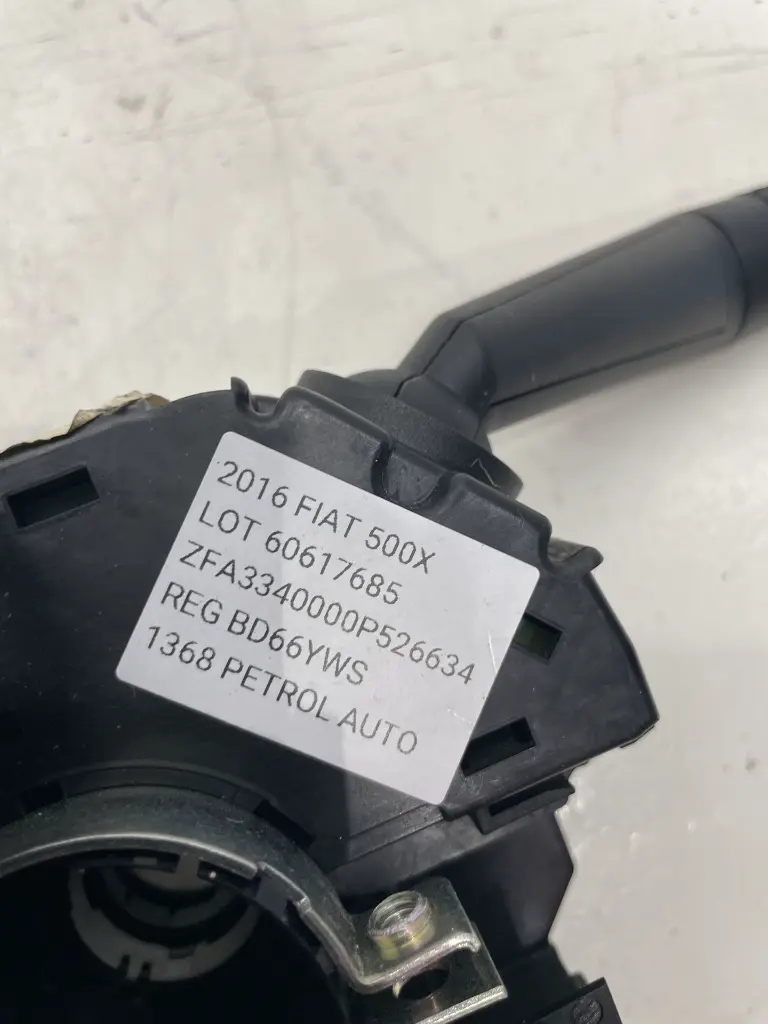 2016 FIAT 500X
LOT 60617685
ZFA3340000P526634
REG BD66YWS
1368 PETROL AUTO